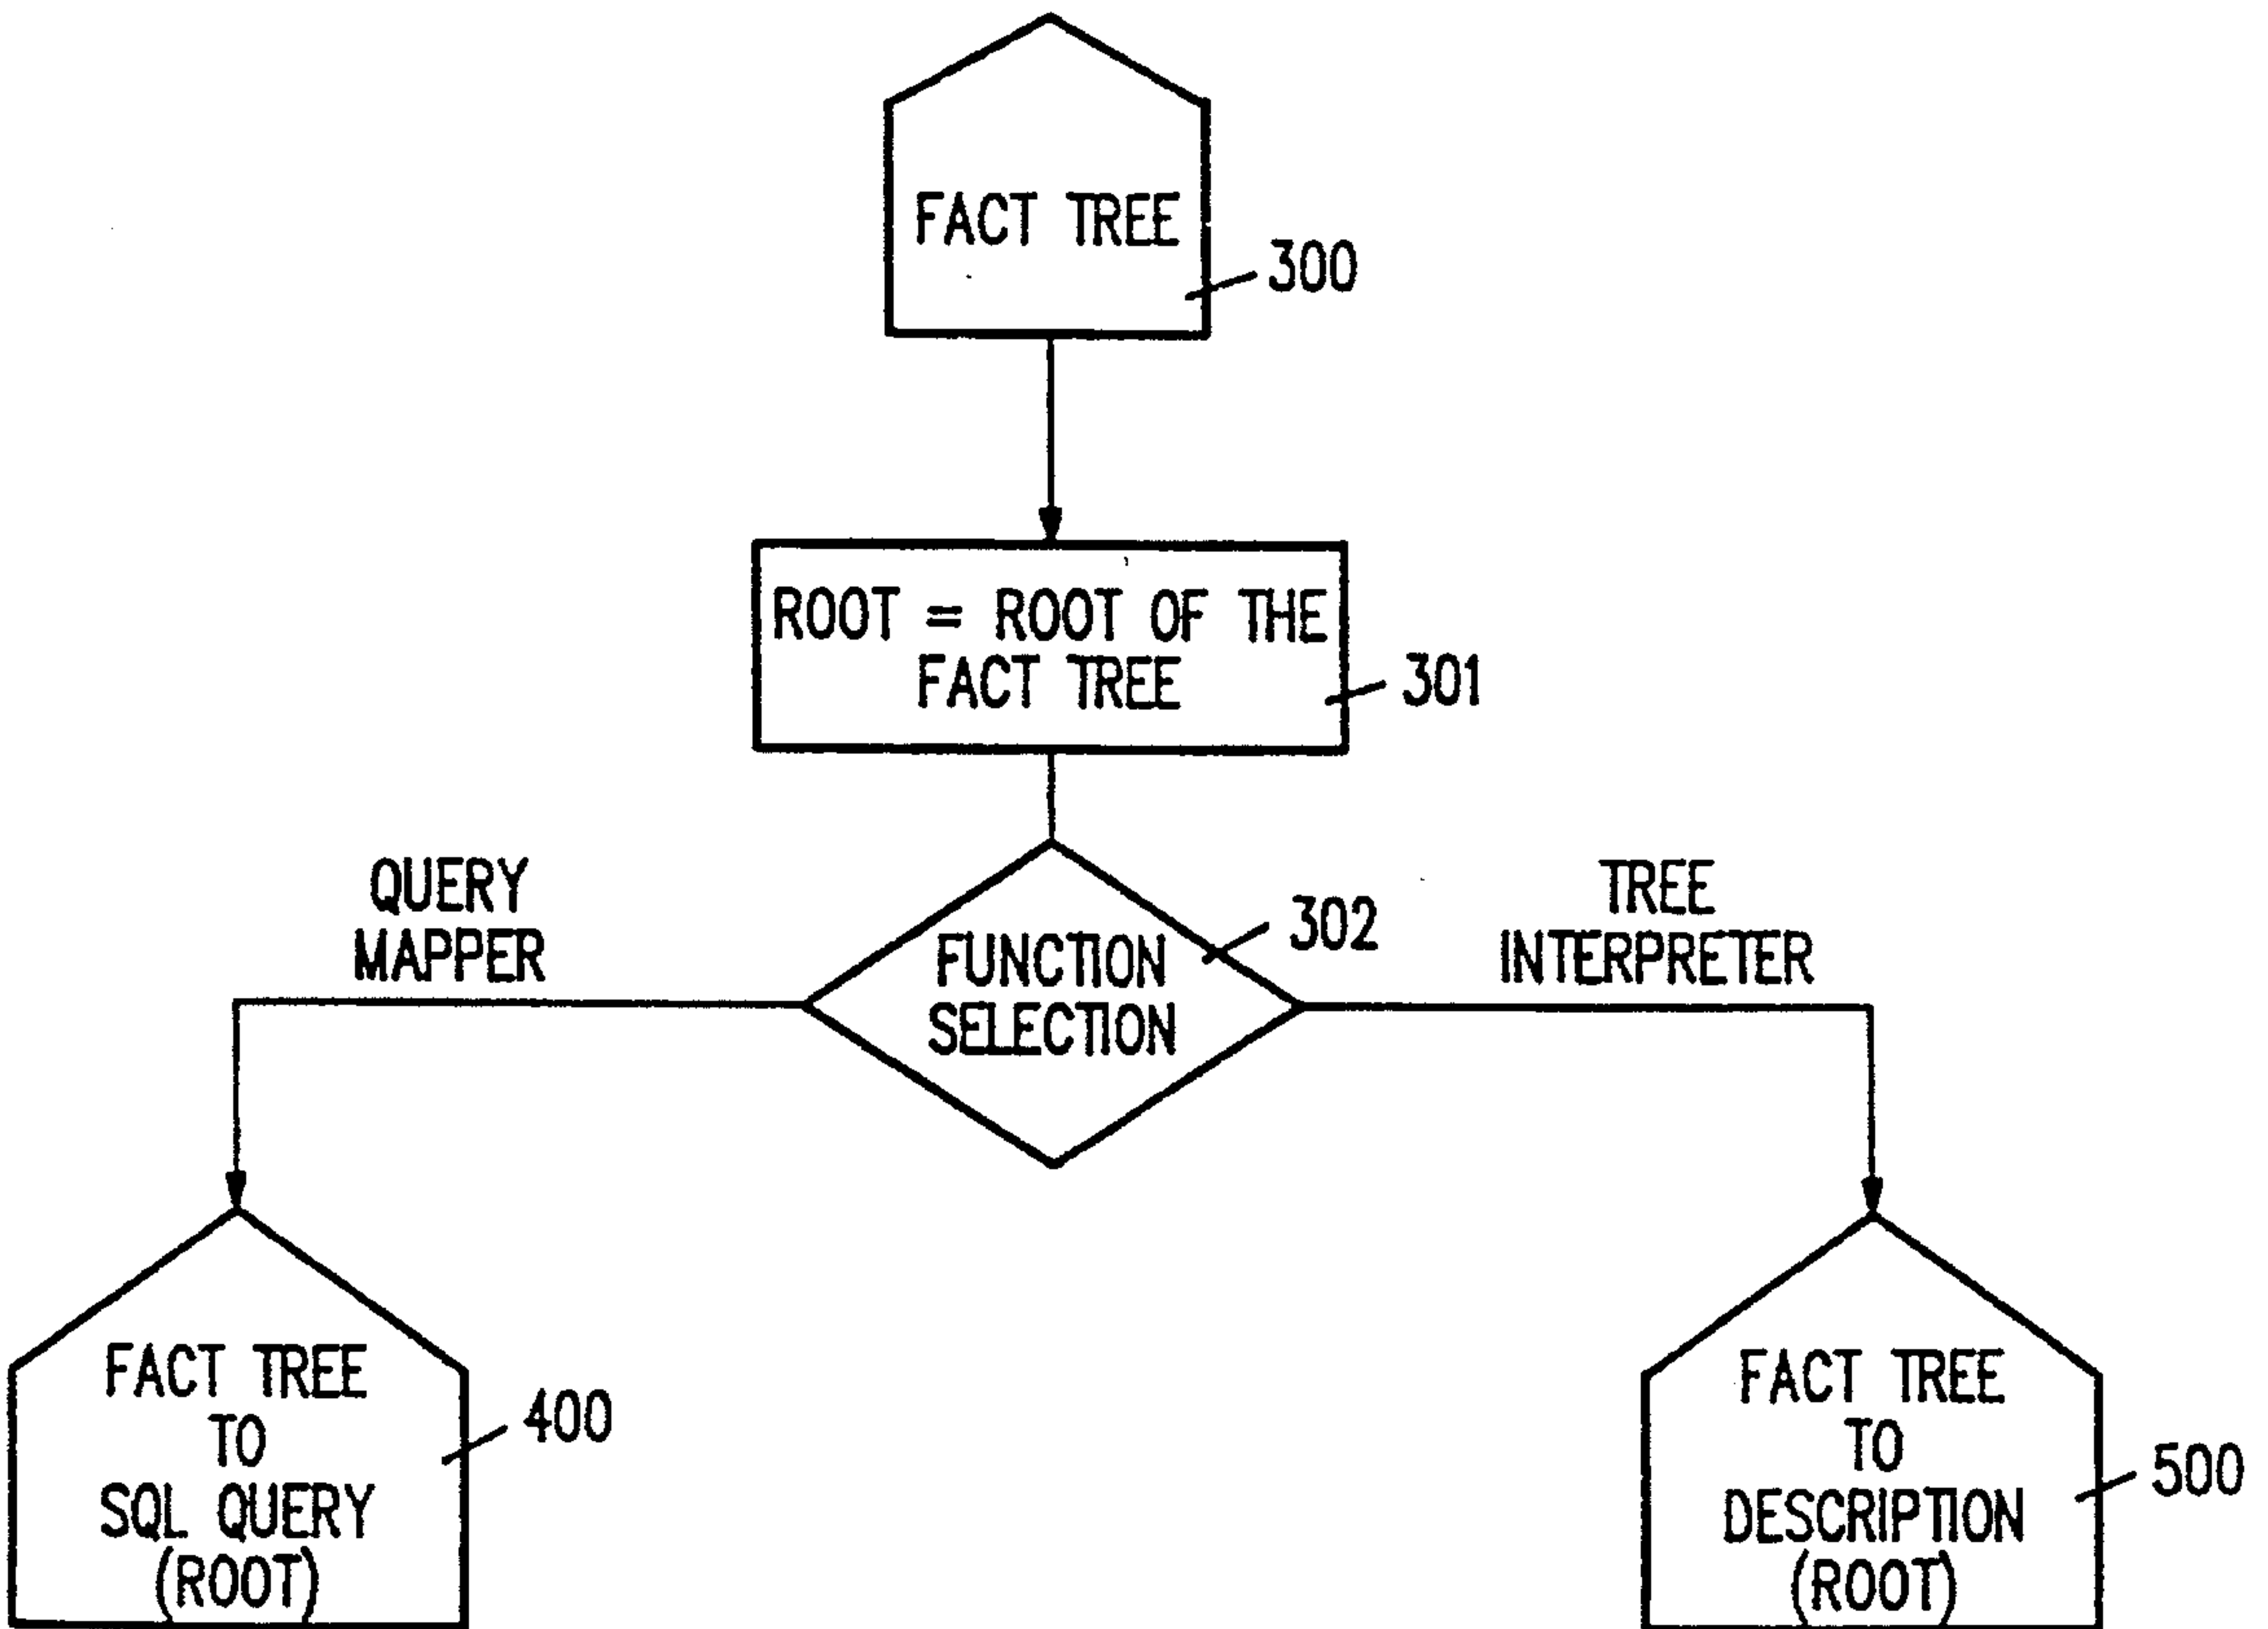 FACT TREE
300
ROOT = ROOT OF THE
FACT TREE
301
QUERY
MAPPER
302
FUNCTION
SELECTION
TREE
INTERPRETER
FACT TREE
TO
SQL QUERY
(ROOT)
400
FACT TREE
TO
DESCRIPTION
(ROOT)
500